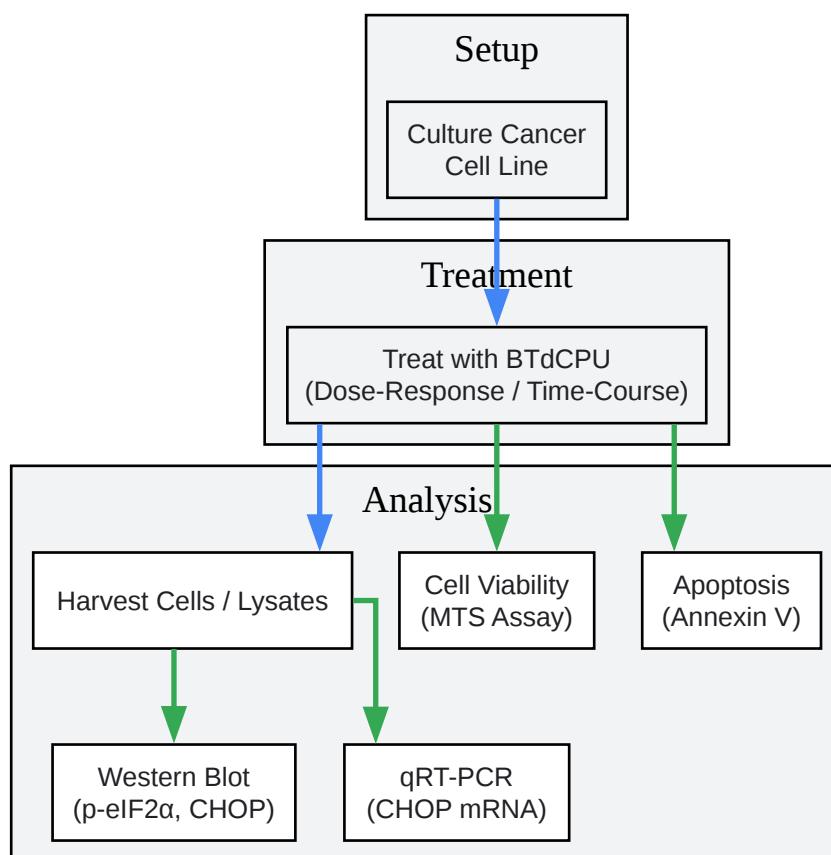 Setup
Culture Cancer
Cell Line
Treatment
Treat with BTdCPU
(Dose-Response / Time-Course)
Analysis
Harvest Cells / Lysates
Cell Viability
(MTS Assay)
Apoptosis
(Annexin V)
Western Blot
(p-eIF2α, CHOP)
qRT-PCR
(CHOP mRNA)